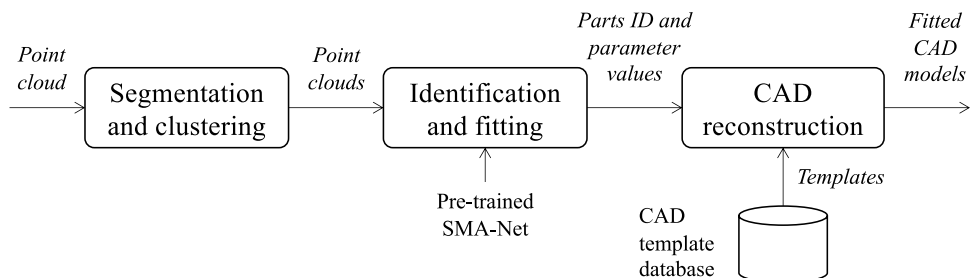 Point
cloud
Segmentation
and clustering
Point
clouds
Identification
and fitting
Parts ID and
parameter
values
CAD
reconstruction
Fitted
CAD
models
Pre-trained
SMA-Net
Templates
CAD
template
database